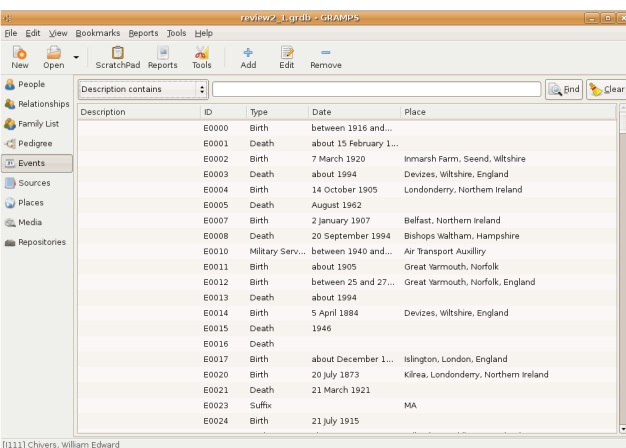 review2_1.grdb - GRAMPS
File Edit View Bookmarks Reports Tools Help
New Open ScratchPad Reports Tools Add Edit Remove
People
Relationships
Family List
Pedigree
Events
Sources
Places
Media
Repositories
Description contains Find Clear
Description ID Type Date Place
E0000 Birth between 1916 and...
E0001 Death about 15 February 1...
E0002 Birth 7 March 1920 Inmarsh Farm, Seend, Wiltshire
E0003 Death about 1994 Devizes, Wiltshire, England
E0004 Birth 14 October 1905 Londonderry, Northern Ireland
E0005 Death August 1962
E0007 Birth 2 January 1907 Belfast, Northern Ireland
E0008 Death 20 September 1994 Bishops Waltham, Hampshire
E0010 Military Serv... between 1940 and... Air Transport Auxilliry
E0011 Birth about 1905 Great Yarmouth, Norfolk
E0012 Birth between 25 and 27... Great Yarmouth, Norfolk, England
E0013 Death about 1994
E0014 Birth 5 April 1884 Devizes, Wiltshire, England
E0015 Death 1946
E0016 Death
E0017 Birth about December 1... Islington, London, England
E0020 Birth 20 July 1873 Kilrea, Londonderry, Northern Ireland
E0021 Death 21 March 1921
E0023 Suffix MA
E0024 Birth 21 July 1915
[I111] Chivers, William Edward